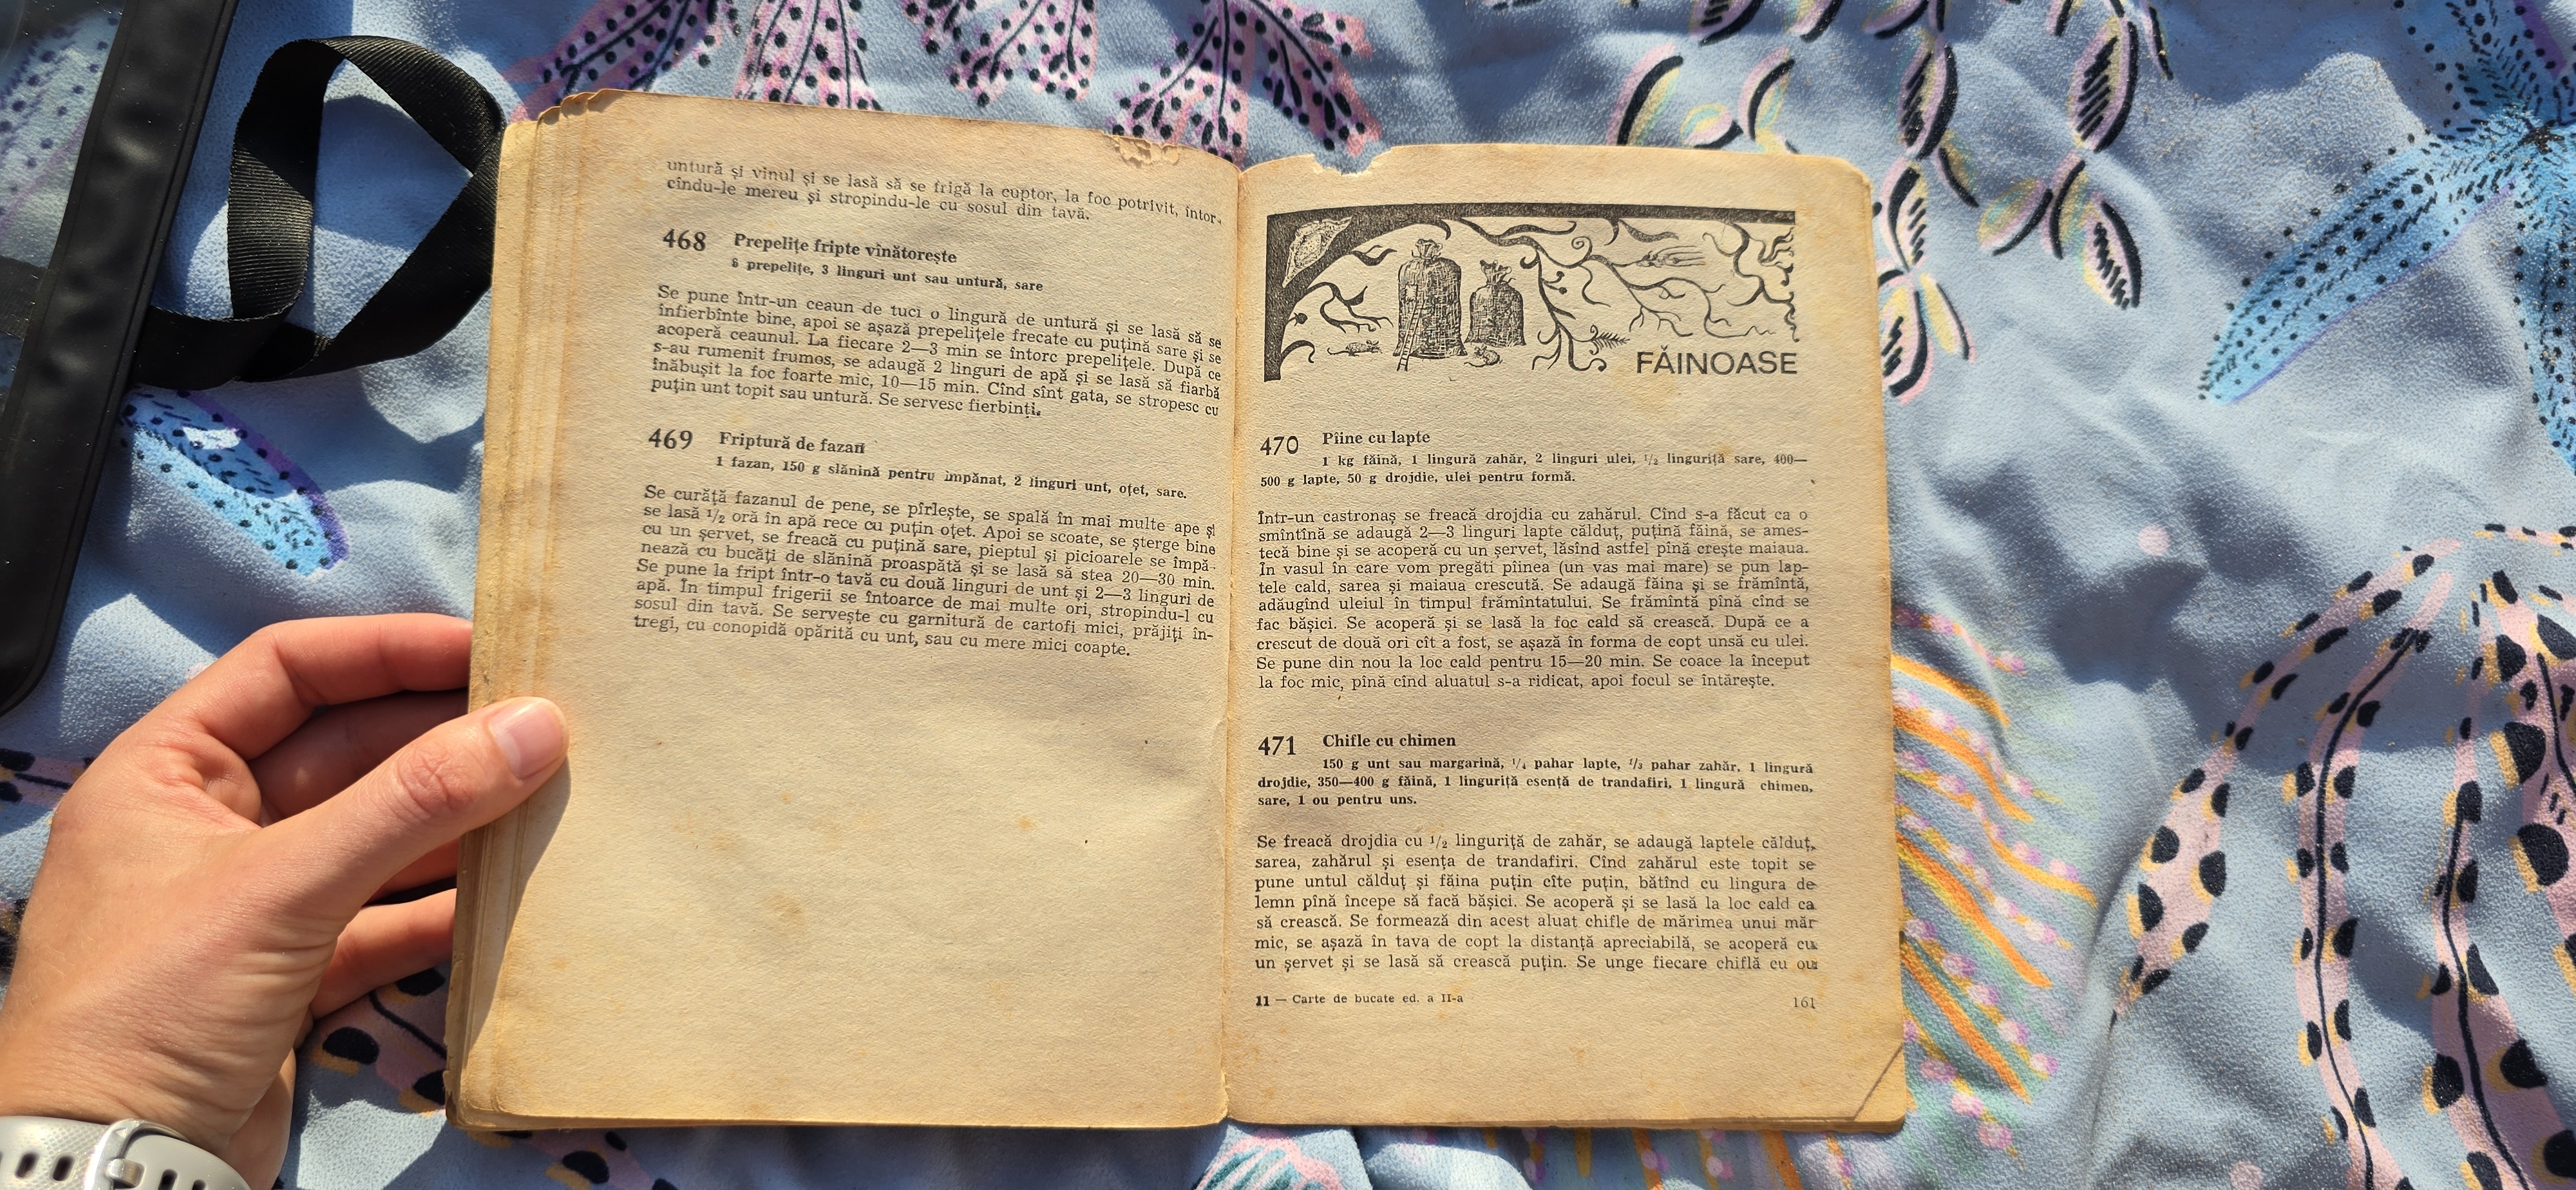 untură și vinul și se lasă să se frigă la cuptor, la foc potrivit, întor-
cîndu-le mereu și stropindu-le cu sosul din tavă.
468 Prepelițe fripte vînătorește
8 prepelițe, 3 linguri unt sau untură, sare
Se pune într-un ceaun de tuci o lingură de untură și se lasă să se
înfierbînte bine, apoi se așază prepelițele frecate cu puțină sare și se
acoperă ceaunul. La fiecare 2—3 min se întorc prepelițele. După ce
s-au rumenit frumos, se adaugă 2 linguri de apă și se lasă să fiarbă
înăbușit la foc foarte mic, 10—15 min. Cînd sînt gata, se stropesc cu
puțin unt topit sau untură. Se servesc fierbinți.
469 Friptură de fazan
1 fazan, 150 g slănină pentru împănat, 2 linguri unt, oțet, sare.
Se curăță fazanul de pene, se pîrlește, se spală în mai multe ape și
se lasă 1/2 oră în apă rece cu puțin oțet. Apoi se scoate, se șterge bine
cu un șervet, se freacă cu puțină sare, pieptul și picioarele se împă-
nează cu bucăți de slănină proaspătă și se lasă să stea 20—30 min.
Se pune la fript într-o tavă cu două linguri de unt și 2—3 linguri de
apă. În timpul frigerii se întoarce de mai multe ori, stropindu-l cu
sosul din tavă. Se servește cu garnitură de cartofi mici, prăjiți în-
tregi, cu conopidă opărită cu unt, sau cu mere mici coapte.
FĂINOASE
470 Pîine cu lapte
1 kg făină, 1 lingură zahăr, 2 linguri ulei, 1/2 linguriță sare, 400—
500 g lapte, 50 g drojdie, ulei pentru formă.
Într-un castronaș se freacă drojdia cu zahărul. Cînd s-a făcut ca o
smîntînă se adaugă 2—3 linguri lapte călduț, puțină făină, se ames-
tecă bine și se acoperă cu un șervet, lăsînd astfel pînă crește maiaua.
În vasul în care vom pregăti pîinea (un vas mai mare) se pun lap-
tele cald, sarea și maiaua crescută. Se adaugă făina și se frămîntă,
adăugînd uleiul în timpul frămîntatului. Se frămîntă pînă cînd se
fac bășici. Se acoperă și se lasă la foc cald să crească. După ce a
crescut de două ori cît a fost, se așază în forma de copt unsă cu ulei.
Se pune din nou la loc cald pentru 15—20 min. Se coace la început
la foc mic, pînă cînd aluatul s-a ridicat, apoi focul se întărește.
471 Chifle cu chimen
150 g unt sau margarină, 1/4 pahar lapte, 1/3 pahar zahăr, 1 lingură
drojdie, 350—400 g făină, 1 linguriță esență de trandafiri, 1 lingură chimen,
sare, 1 ou pentru uns.
Se freacă drojdia cu 1/2 linguriță de zahăr, se adaugă laptele călduț,
sarea, zahărul și esența de trandafiri. Cînd zahărul este topit se
pune untul călduț și făina puțin cîte puțin, bătînd cu lingura de
lemn pînă începe să facă bășici. Se acoperă și se lasă la loc cald ca
să crească. Se formează din acest aluat chifle de mărimea unui măr
mic, se așază în tava de copt la distanță apreciabilă, se acoperă cu
un șervet și se lasă să crească puțin. Se unge fiecare chiflă cu ou
11 — Carte de bucate ed. a II-a 161